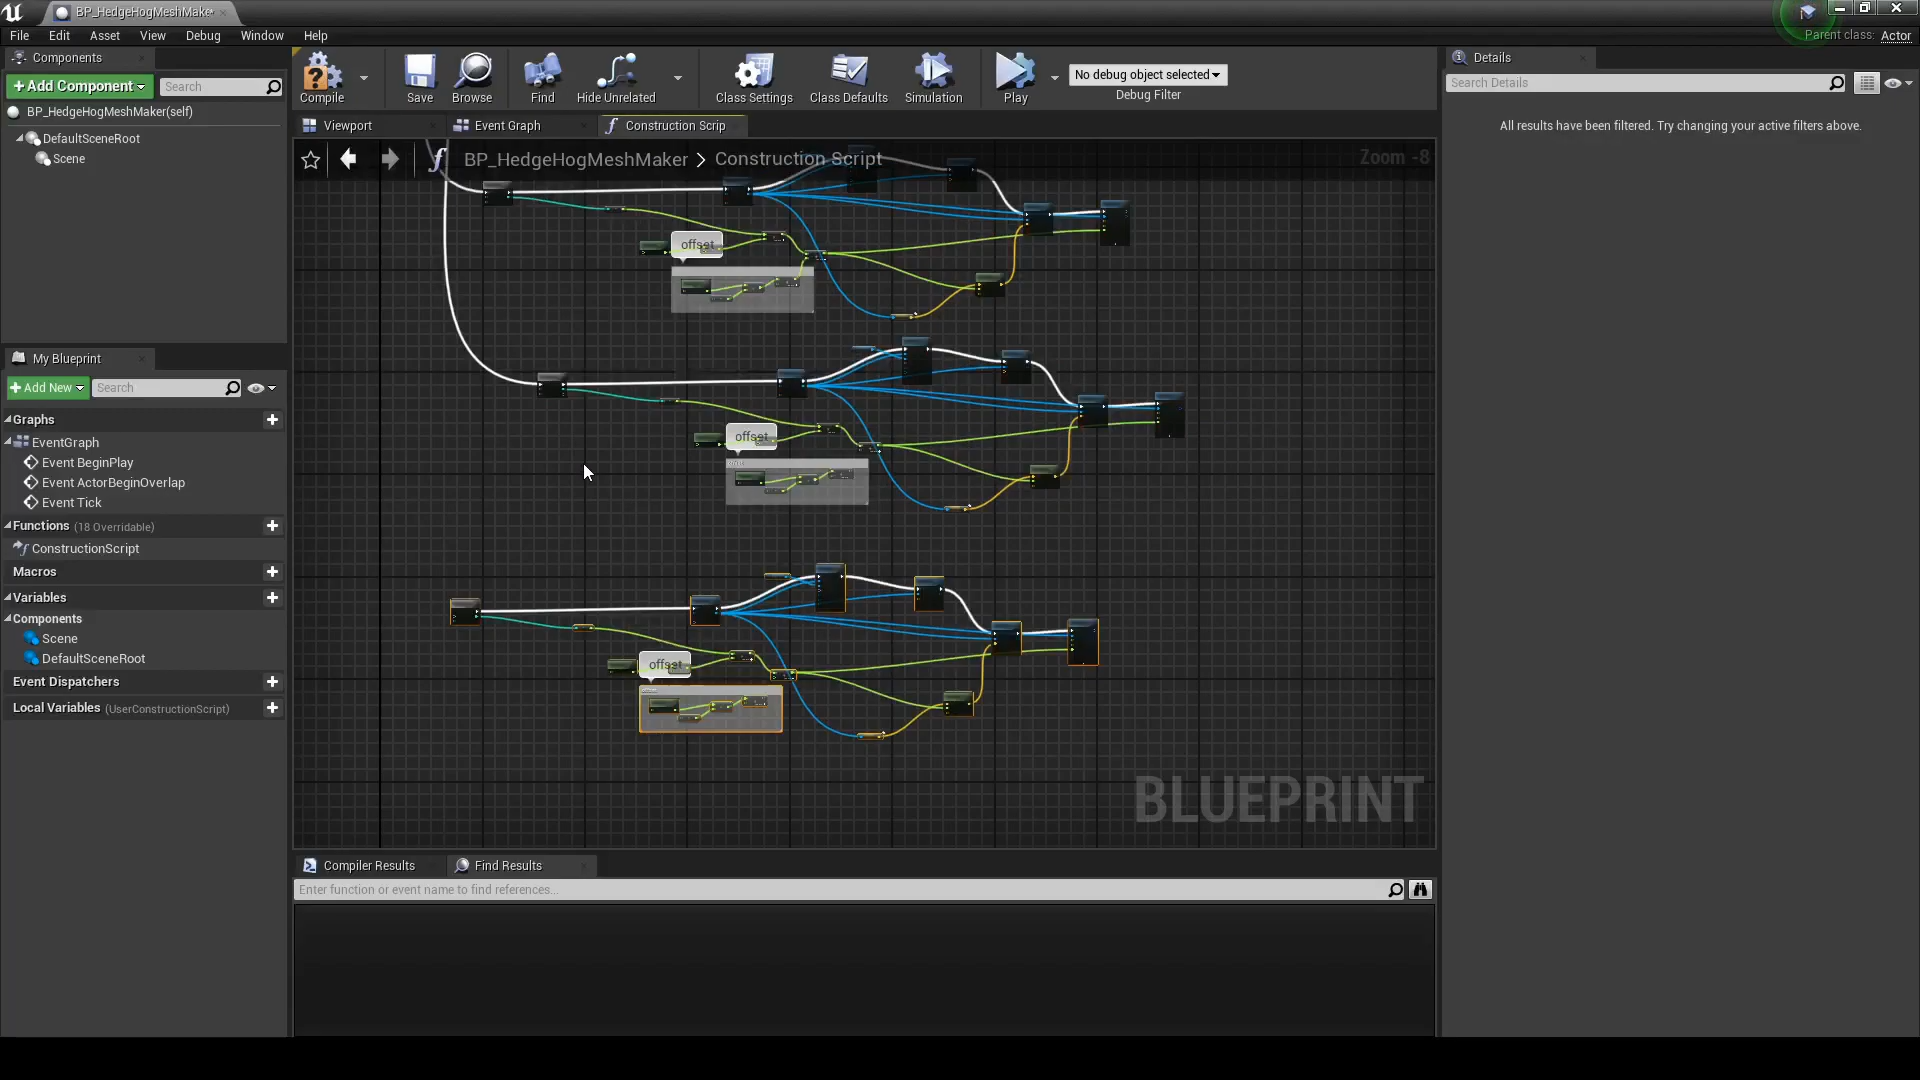 BP_HedgeHogMeshMake*
File Edit Asset View Debug Window Help
Parent class: Actor
Components
+Add Component
Search
BP_HedgeHogMeshMaker(self)
DefaultSceneRoot
Scene
Compile
Save
Browse
Find
Hide Unrelated
Class Settings
Class Defaults
Simulation
Play
No debug object selected
Debug Filter
Viewport
Event Graph
Construction Scrip
BP_HedgeHogMeshMaker > Construction Script
Zoom -8
offset
offset
offset
BLUEPRINT
My Blueprint
+Add New
Search
Graphs
EventGraph
Event BeginPlay
Event ActorBeginOverlap
Event Tick
Functions (18 Overridable)
ConstructionScript
Macros
Variables
Components
Scene
DefaultSceneRoot
Event Dispatchers
Local Variables (UserConstructionScript)
Compiler Results
Find Results
Enter function or event name to find references...
Details
Search Details
All results have been filtered. Try changing your active filters above.